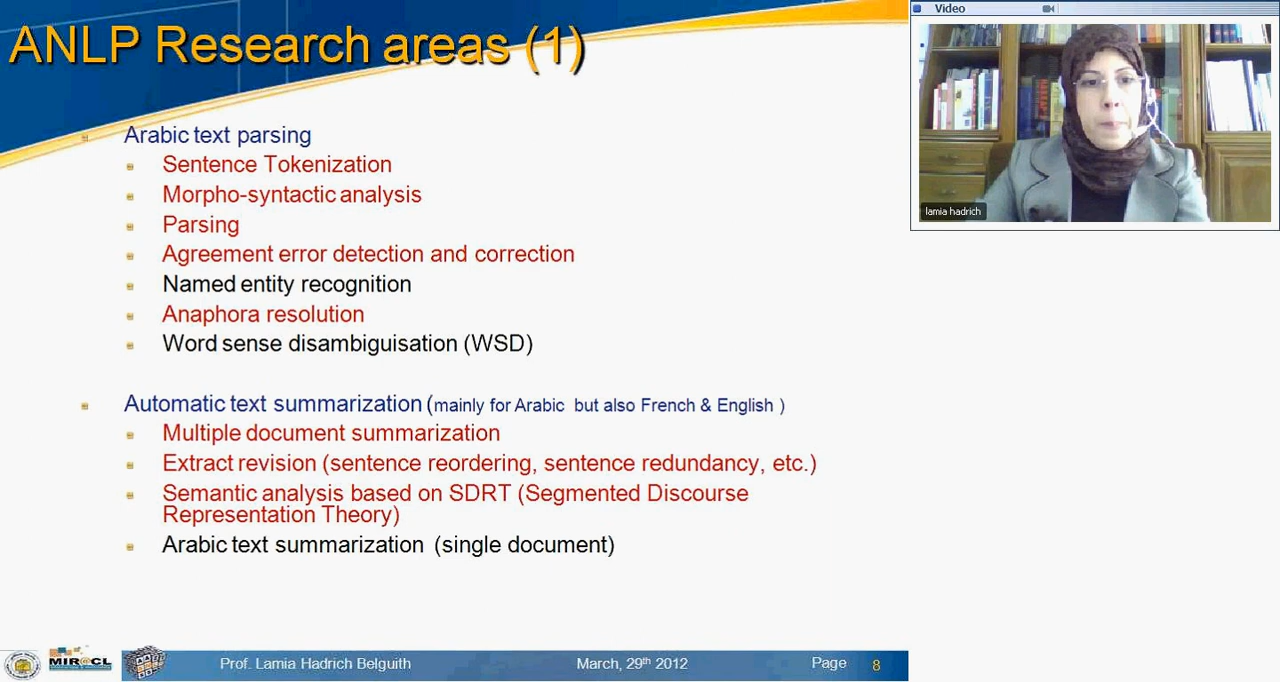 ANLP Research areas (1)
Arabic text parsing
Sentence Tokenization
Morpho-syntactic analysis
Parsing
Agreement error detection and correction
Named entity recognition
Anaphora resolution
Word sense disambiguisation (WSD)
Automatic text summarization (mainly for Arabic but also French & English )
Multiple document summarization
Extract revision (sentence reordering, sentence redundancy, etc.)
Semantic analysis based on SDRT (Segmented Discourse
Representation Theory)
Arabic text summarization (single document)
MIR@CL
Prof. Lamia Hadrich Belguith
March, 29th 2012
Page 8
Video
lamia hadrich